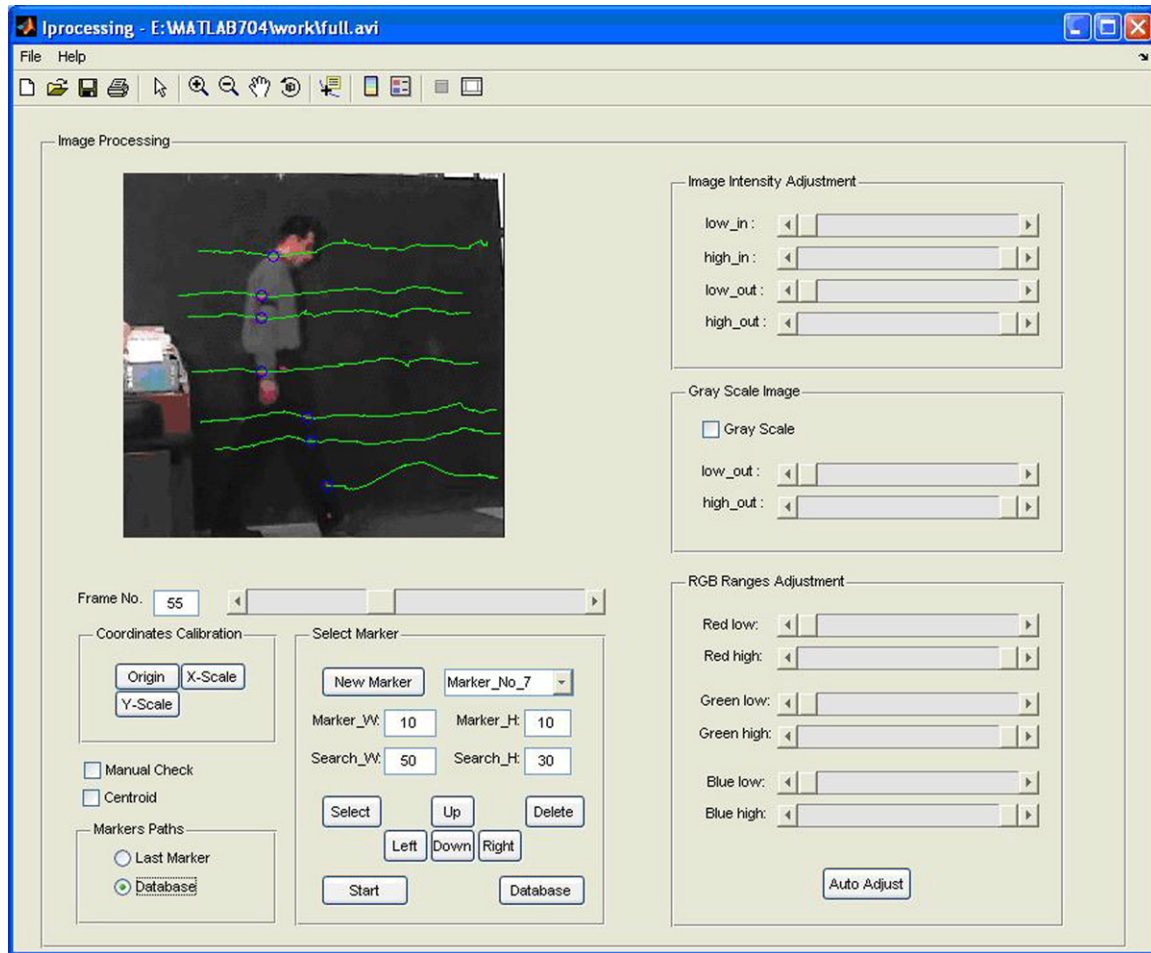 Iprocessing - E:\MATLAB704\work\full.avi
File Help
Image Processing
Image Intensity Adjustment
low_in :
high_in :
low_out :
high_out :
Gray Scale Image
Gray Scale
low_out :
high_out :
Frame No. 55
Coordinates Calibration
Origin X-Scale
Y-Scale
Manual Check
Centroid
Markers Paths
Last Marker
Database
Select Marker
New Marker Marker_No_7
Marker_W: 10 Marker_H: 10
Search_W: 50 Search_H: 30
Select Up Delete
Left Down Right
Start Database
RGB Ranges Adjustment
Red low:
Red high:
Green low:
Green high:
Blue low:
Blue high:
Auto Adjust